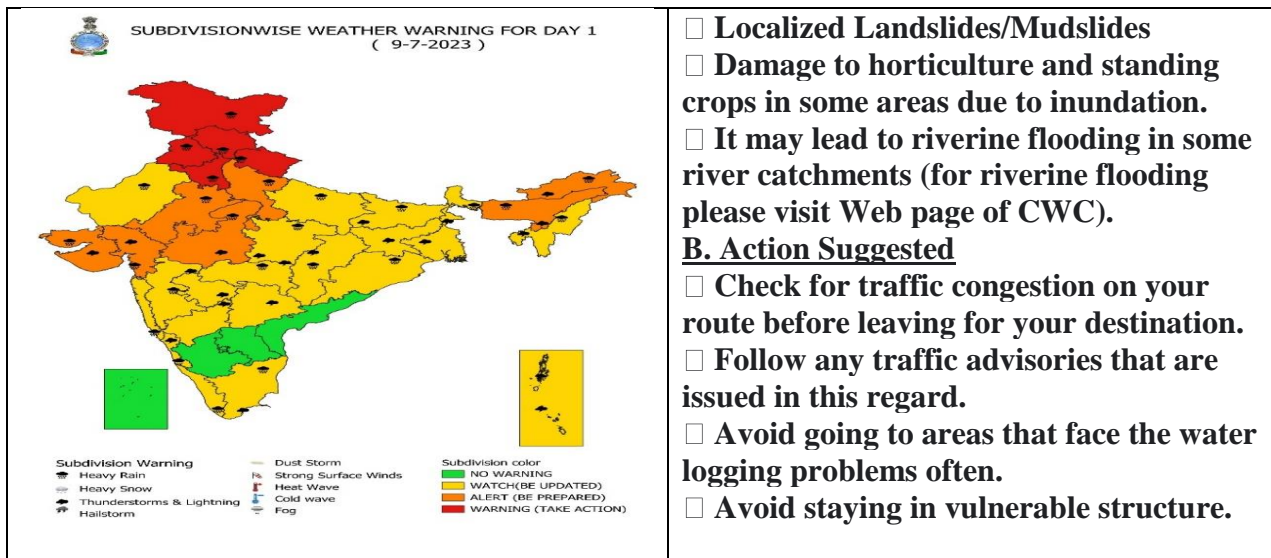 SUBDIVISIONWISE WEATHER WARNING FOR DAY 1
( 9-7-2023 )
Subdivision Warning
Heavy Rain
Heavy Snow
Thunderstorms & Lightning
Hailstorm
Dust Storm
Strong Surface Winds
Heat Wave
Cold wave
Fog
Subdivision color
NO WARNING
WATCH(BE UPDATED)
ALERT (BE PREPARED)
WARNING (TAKE ACTION)
□ Localized Landslides/Mudslides
□ Damage to horticulture and standing
crops in some areas due to inundation.
□ It may lead to riverine flooding in some
river catchments (for riverine flooding
please visit Web page of CWC).
B. Action Suggested
□ Check for traffic congestion on your
route before leaving for your destination.
□ Follow any traffic advisories that are
issued in this regard.
□ Avoid going to areas that face the water
logging problems often.
□ Avoid staying in vulnerable structure.